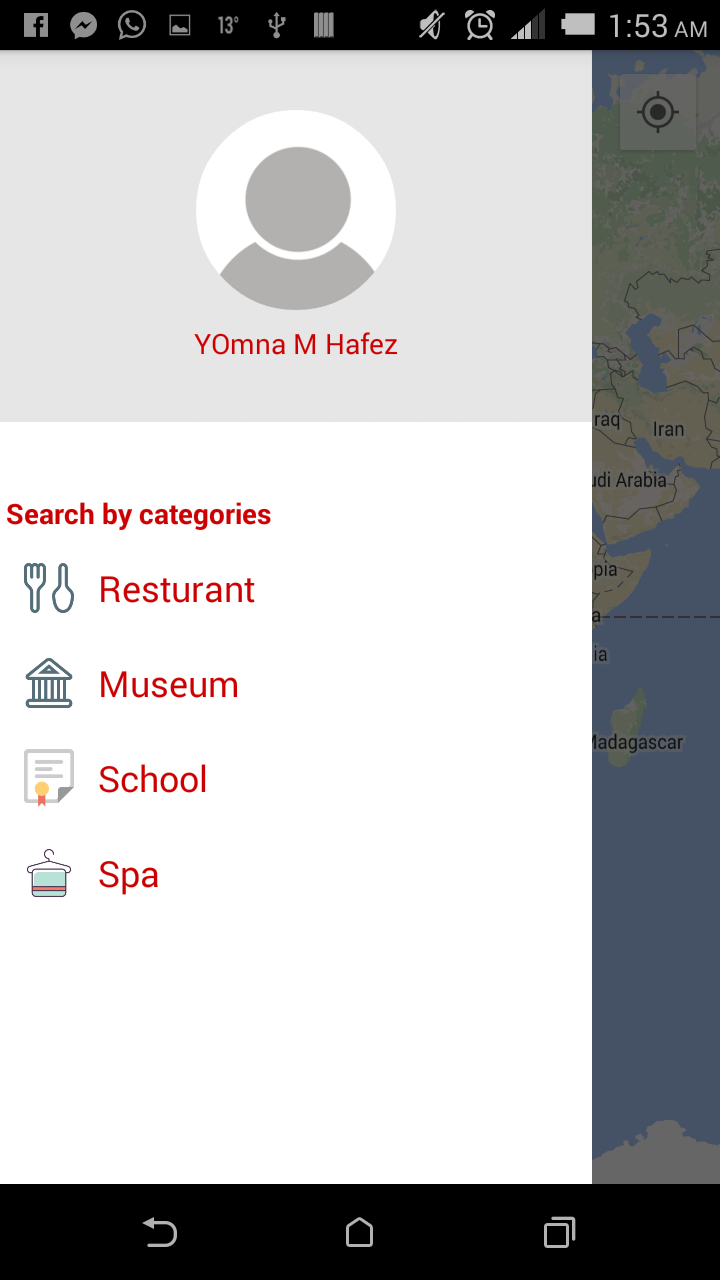 13°
1:53 AM
YOmna M Hafez
Search by categories
Resturant
Museum
School
Spa
raq
Iran
udi Arabia
pia
a
ia
Madagascar